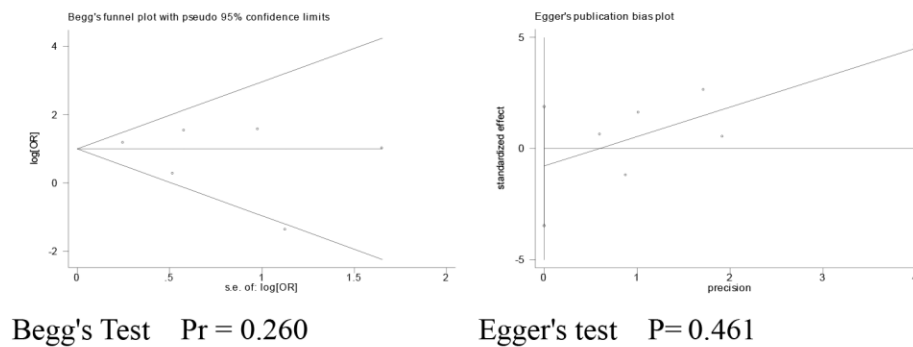 Begg's funnel plot with pseudo 95% confidence limits
log[OR]
4
2
0
-2
0
.5
1
1.5
2
s.e. of: log[OR]
Begg's Test Pr = 0.260
Egger's publication bias plot
standardized effect
5
0
-5
0
1
2
3
4
precision
Egger's test P= 0.461